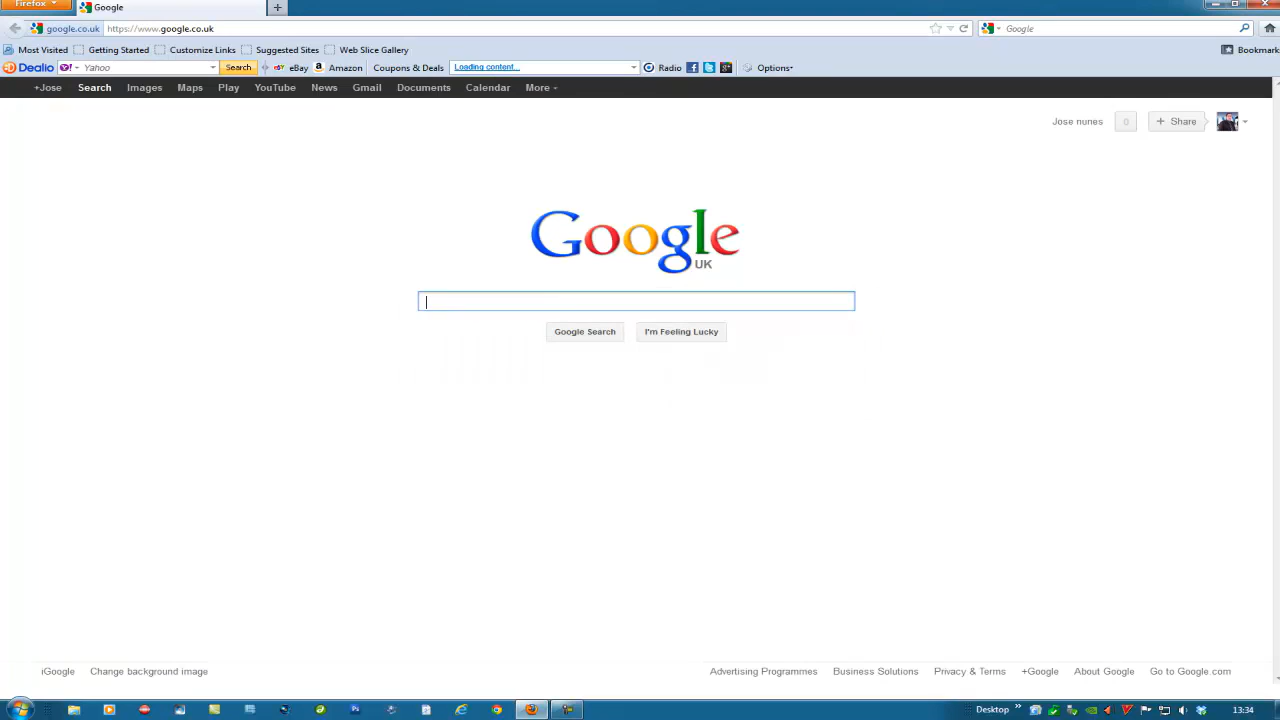 Firefox
Google
google.co.uk https://www.google.co.uk Google
Most Visited Getting Started Customize Links Suggested Sites Web Slice Gallery Bookmark
Dealio Y! Yahoo Search eBay Amazon Coupons & Deals Loading content... Radio Options
+Jose Search Images Maps Play YouTube News Gmail Documents Calendar More
Jose nunes 0 + Share
Google
UK
Google Search I'm Feeling Lucky
iGoogle Change background image Advertising Programmes Business Solutions Privacy & Terms +Google About Google Go to Google.com
Desktop 13:34